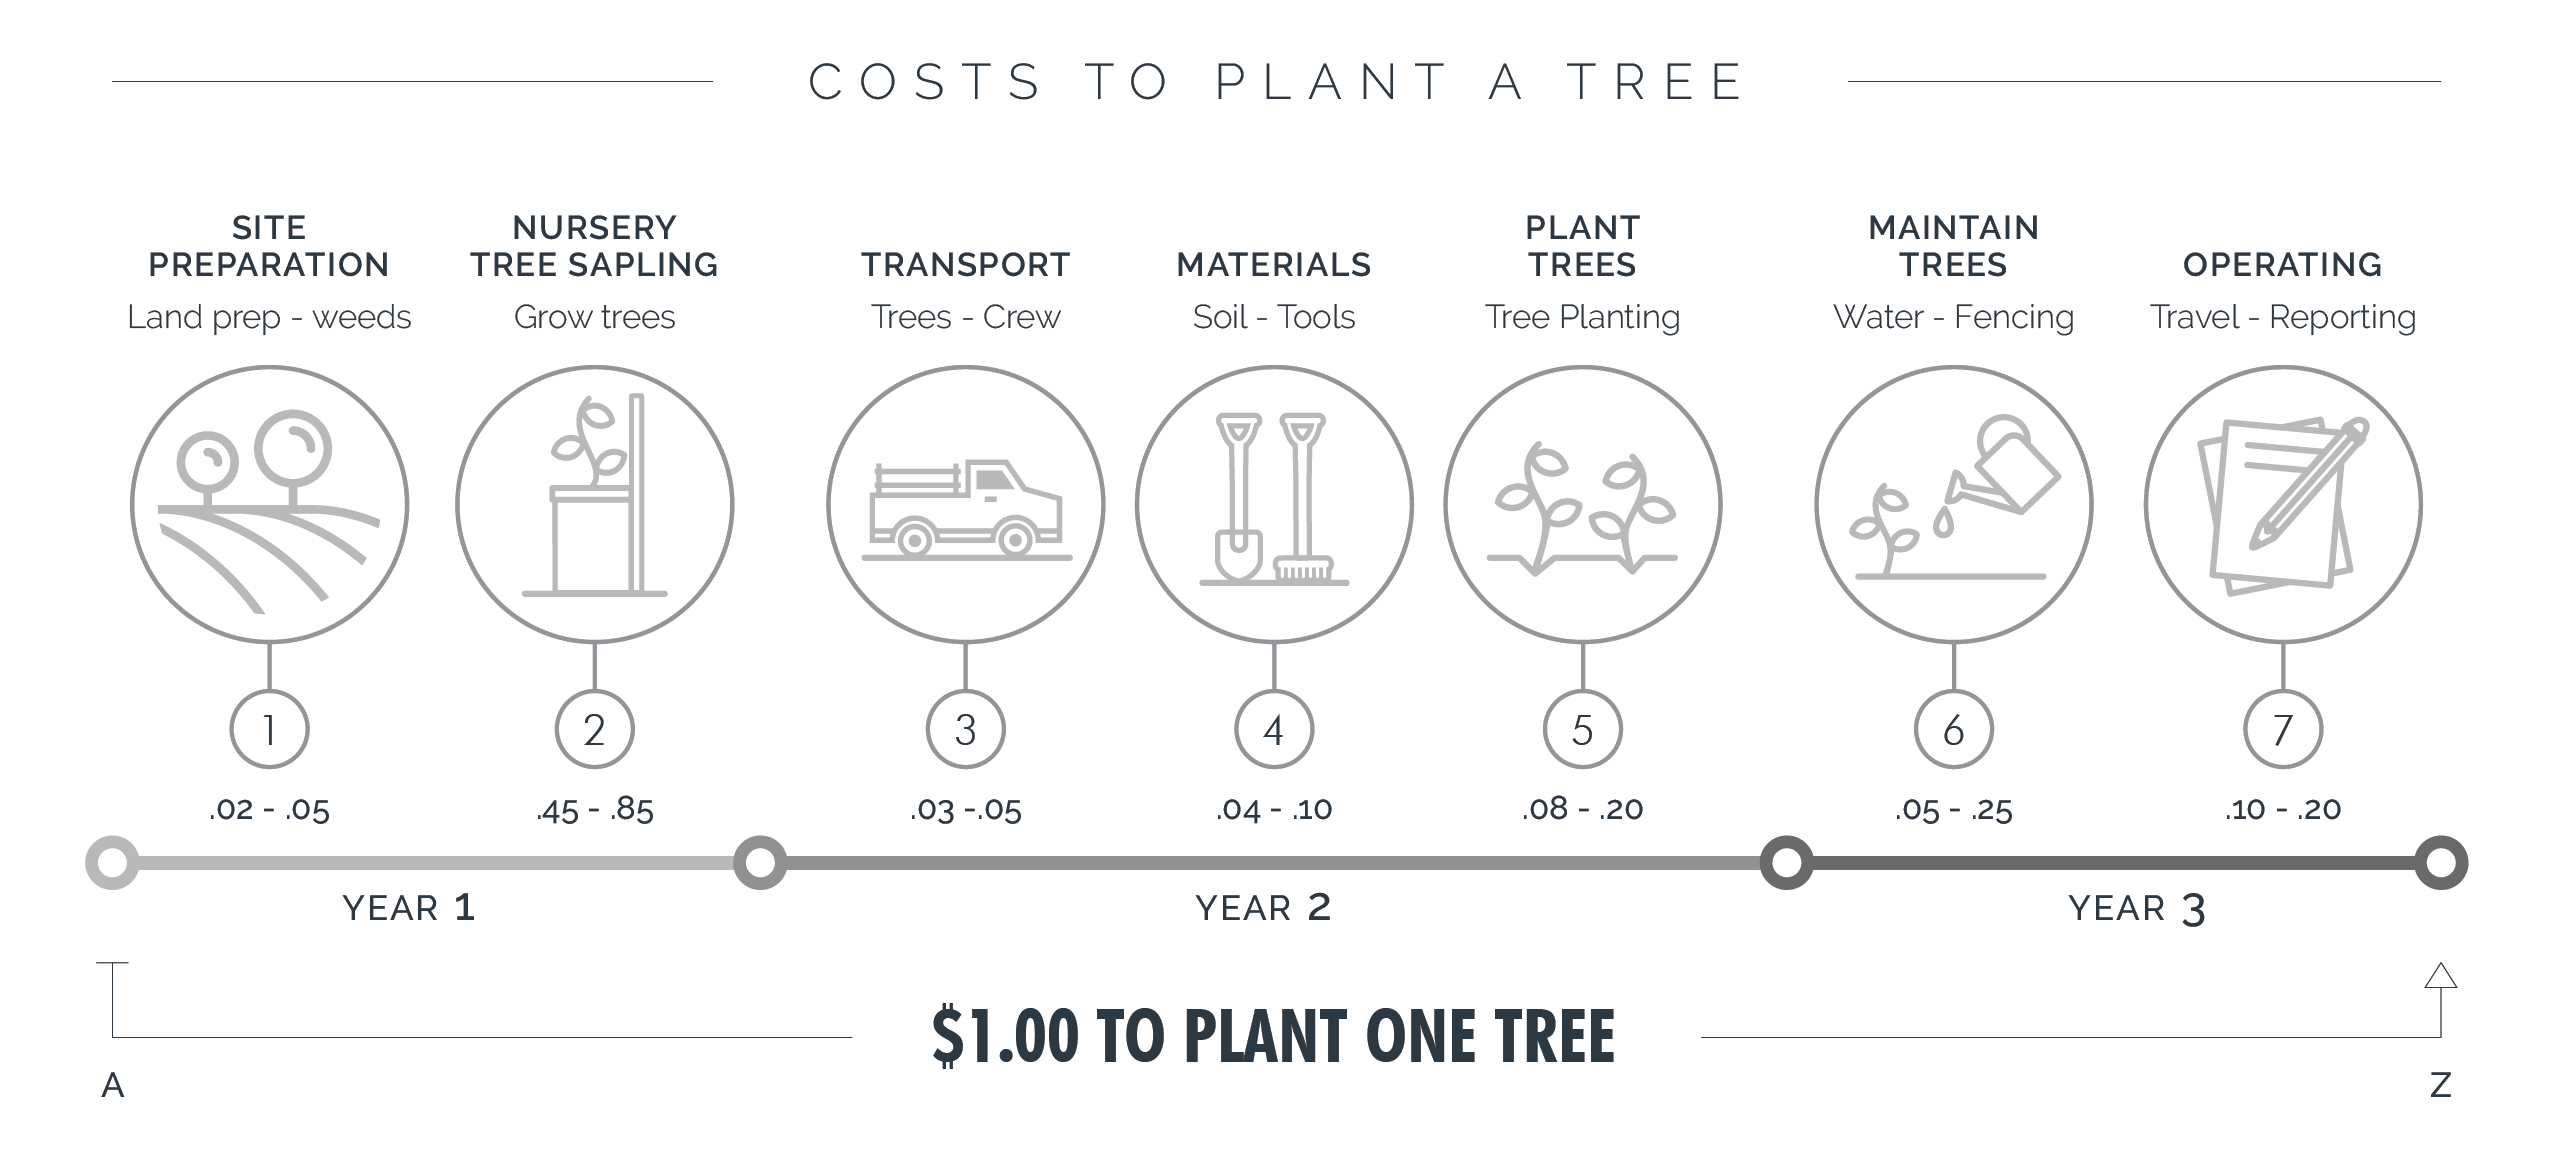 COSTS TO PLANT A TREE
SITE
PREPARATION
Land prep - weeds
1
.02 - .05
NURSERY
TREE SAPLING
Grow trees
2
.45 - .85
TRANSPORT
Trees - Crew
3
.03 -.05
MATERIALS
Soil - Tools
4
.04 - .10
PLANT
TREES
Tree Planting
5
.08 - .20
MAINTAIN
TREES
Water - Fencing
6
.05 - .25
OPERATING
Travel - Reporting
7
.10 - .20
YEAR 1
YEAR 2
YEAR 3
$1.00 TO PLANT ONE TREE
A
Z